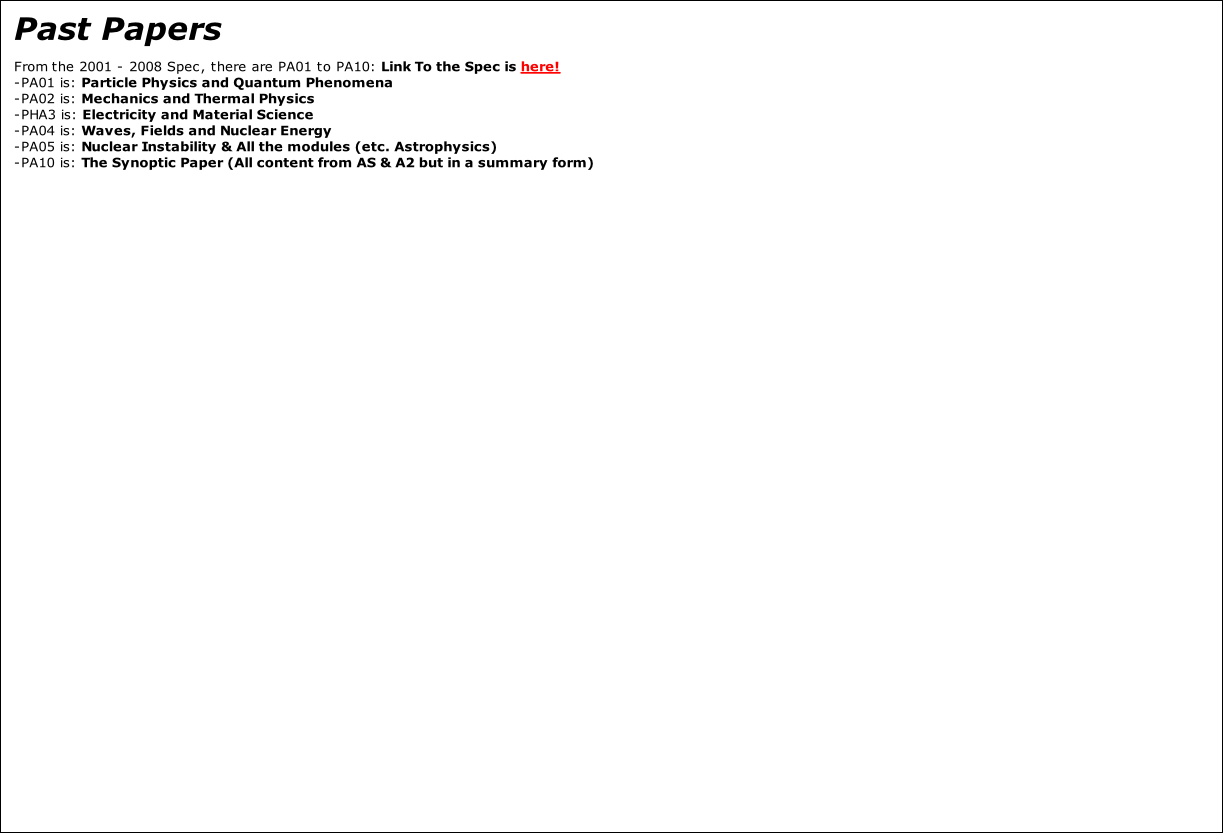 Past Papers
From the 2001 - 2008 Spec, there are PA01 to PA10: Link To the Spec is here!
-PA01 is: Particle Physics and Quantum Phenomena
-PA02 is: Mechanics and Thermal Physics
-PHA3 is: Electricity and Material Science
-PA04 is: Waves, Fields and Nuclear Energy
-PA05 is: Nuclear Instability & All the modules (etc. Astrophysics)
-PA10 is: The Synoptic Paper (All content from AS & A2 but in a summary form)